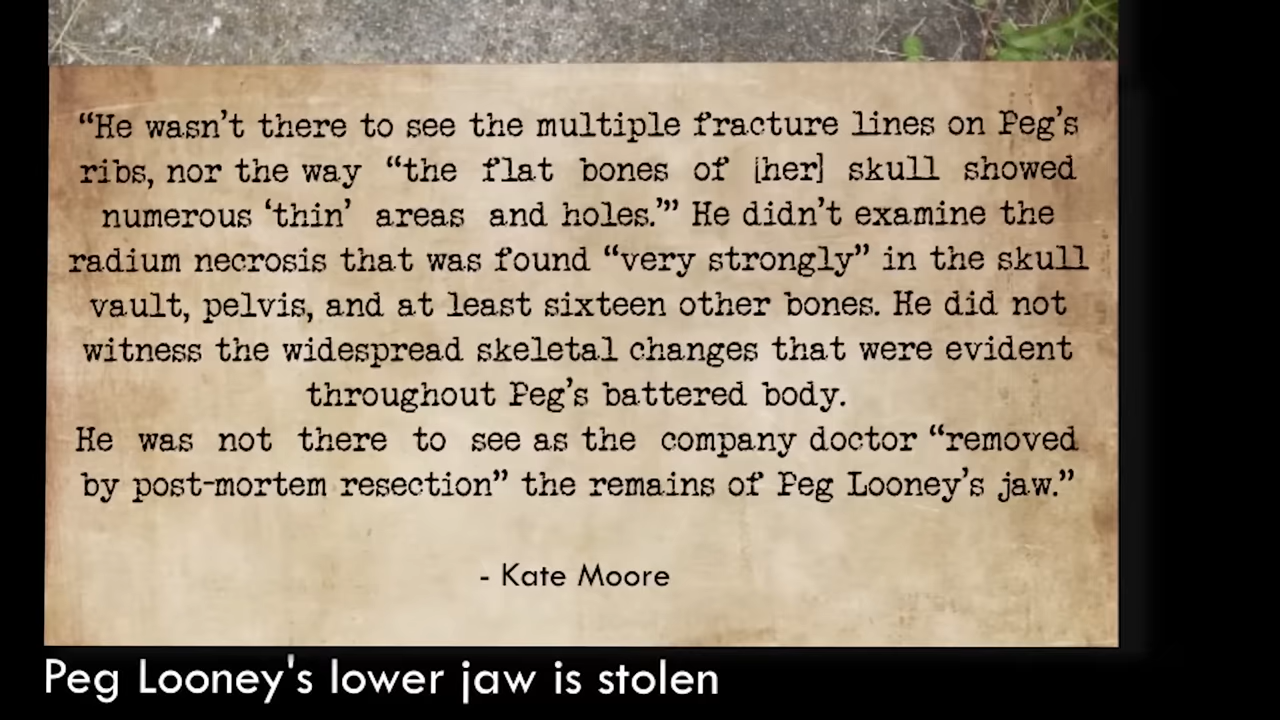 “He wasn’t there to see the multiple fracture lines on Peg’s
ribs, nor the way “the flat bones of [her] skull showed
numerous ‘thin’ areas and holes.’” He didn’t examine the
radium necrosis that was found “very strongly” in the skull
vault, pelvis, and at least sixteen other bones. He did not
witness the widespread skeletal changes that were evident
throughout Peg’s battered body.
He was not there to see as the company doctor “removed
by post-mortem resection” the remains of Peg Looney’s jaw.”
- Kate Moore
Peg Looney's lower jaw is stolen